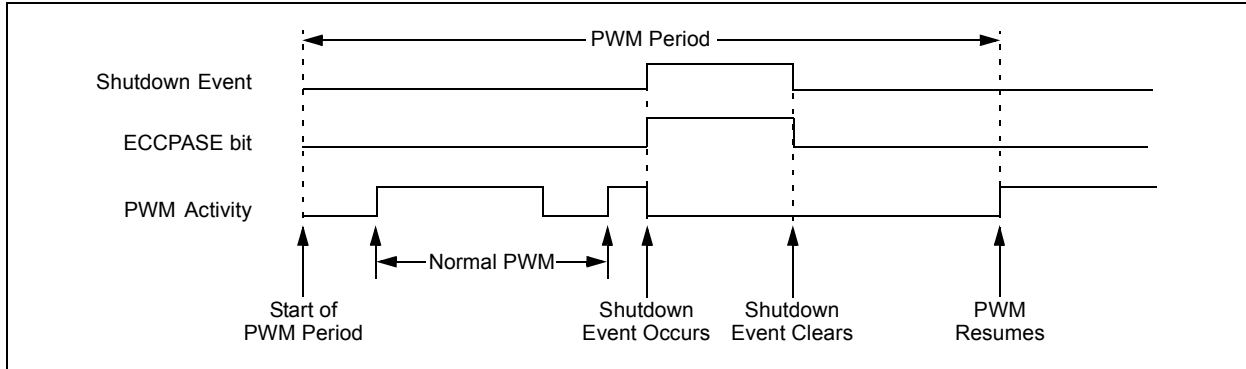 PWM Period
Shutdown Event
ECCPASE bit
PWM Activity
Normal PWM
Start of
PWM Period
Shutdown
Event Occurs
Shutdown
Event Clears
PWM
Resumes